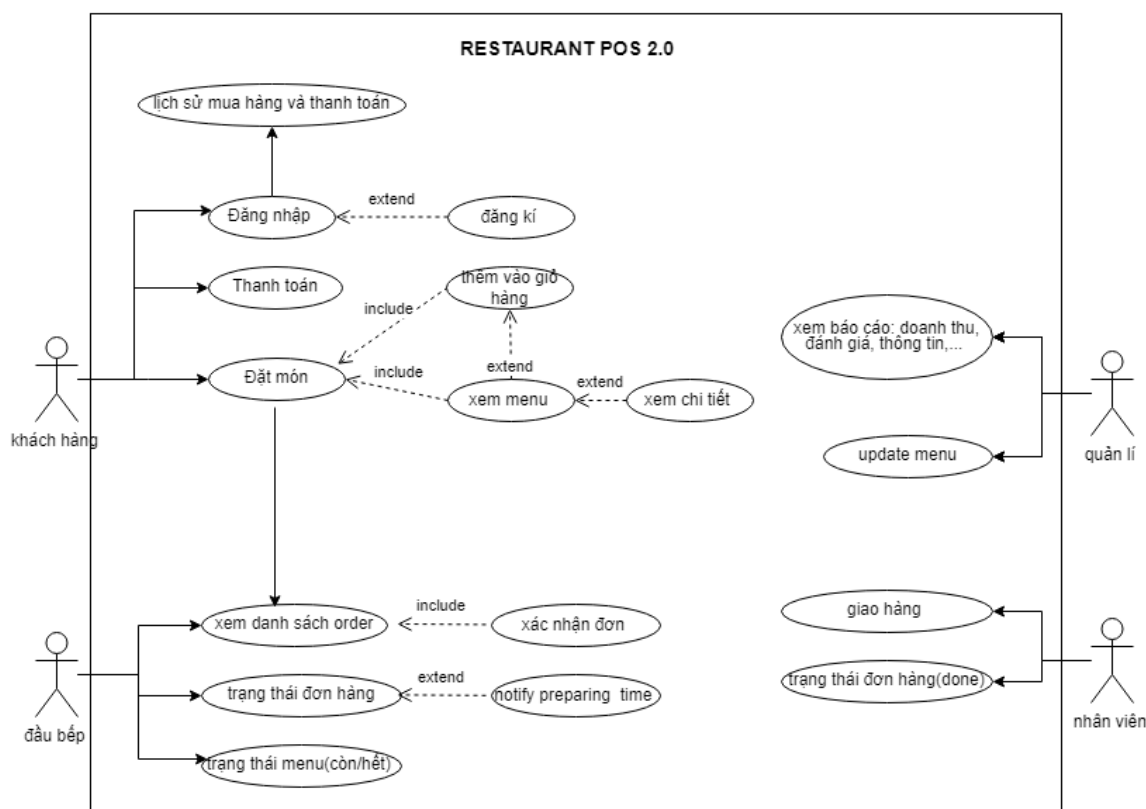 RESTAURANT POS 2.0
lịch sử mua hàng và thanh toán
Đăng nhập
extend
đăng kí
Thanh toán
thêm vào giỏ
hàng
include
Đặt món
include
extend
xem menu
extend
xem chi tiết
khách hàng
xem báo cáo: doanh thu,
đánh giá, thông tin,...
update menu
quản lí
xem danh sách order
include
xác nhận đơn
trạng thái đơn hàng
extend
notify preparing time
trạng thái menu(còn/hết)
đầu bếp
giao hàng
trạng thái đơn hàng(done)
nhân viên